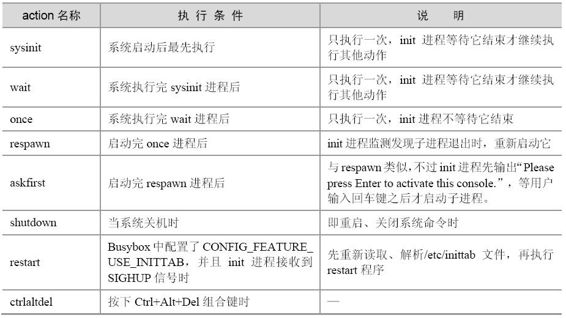 action 名称 执 行 条 件 说 明
sysinit 系统启动后最先执行 只执行一次，init 进程等待它结束才继续执
行其他动作
wait 系统执行完 sysinit 进程后 只执行一次，init 进程等待它结束才继续执
行其他动作
once 系统执行完 wait 进程后 只执行一次，init 进程不等待它结束
respawn 启动完 once 进程后 init 进程监测发现子进程退出时，重新启动它
askfirst 启动完 respawn 进程后 与 respawn 类似，不过 init 进程先输出“Please
press Enter to activate this console.”，等用户
输入回车键之后才启动子进程。
shutdown 当系统关机时 即重启、关闭系统命令时
restart Busybox 中配置了 CONFIG_FEATURE_
USE_INITTAB，并且 init 进程接收到
SIGHUP 信号时 先重新读取、解析/etc/inittab 文件，再执行
restart 程序
ctrlaltdel 按下 Ctrl+Alt+Del 组合键时 —